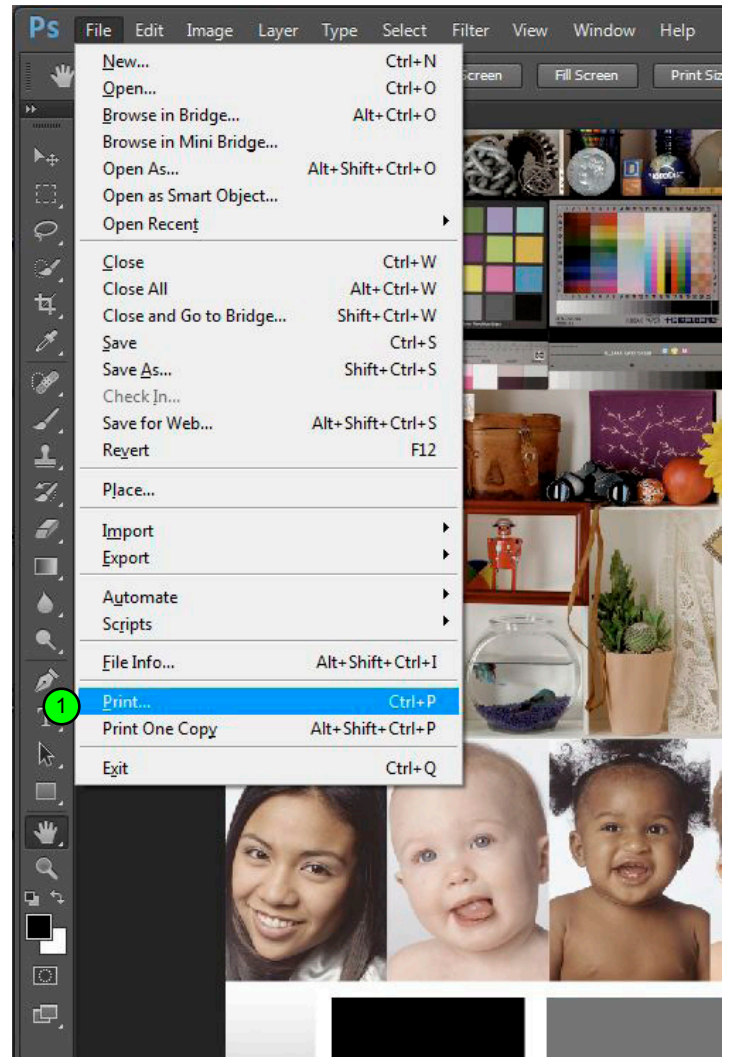 Ps File Edit Image Layer Type Select Filter View Window Help
Screen Fill Screen Print Siz
New... Ctrl+N
Open... Ctrl+O
Browse in Bridge... Alt+Ctrl+O
Browse in Mini Bridge...
Open As... Alt+Shift+Ctrl+O
Open as Smart Object...
Open Recent
Close Ctrl+W
Close All Alt+Ctrl+W
Close and Go to Bridge... Shift+Ctrl+W
Save Ctrl+S
Save As... Shift+Ctrl+S
Check In...
Save for Web... Alt+Shift+Ctrl+S
Revert F12
Place...
Import
Export
Automate
Scripts
File Info... Alt+Shift+Ctrl+I
1 Print... Ctrl+P
Print One Copy Alt+Shift+Ctrl+P
Exit Ctrl+Q